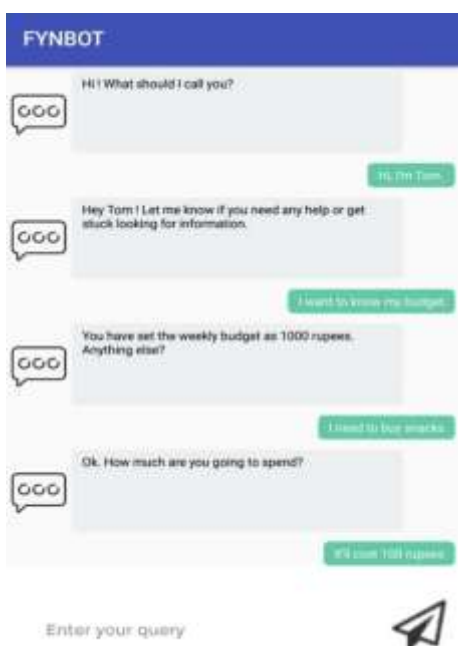 FYNBOT
Hi ! What should I call you?
Hi, I'm Tom.
Hey Tom ! Let me know if you need any help or get
stuck looking for information.
I want to know my budget
You have set the weekly budget as 1000 rupees.
Anything else?
I need to buy snacks
Ok. How much are you going to spend?
It'll cost 100 rupees
Enter your query